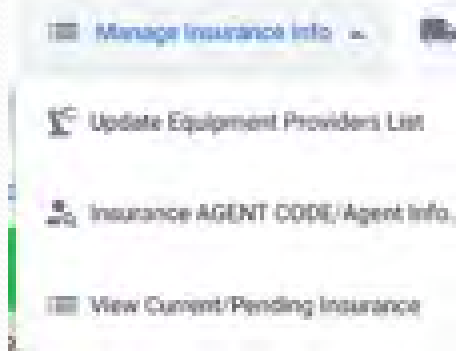 Manage Insurance Info
Update Equipment Providers List
Insurance AGENT CODE/Agent Info.
View Current/Pending Insurance